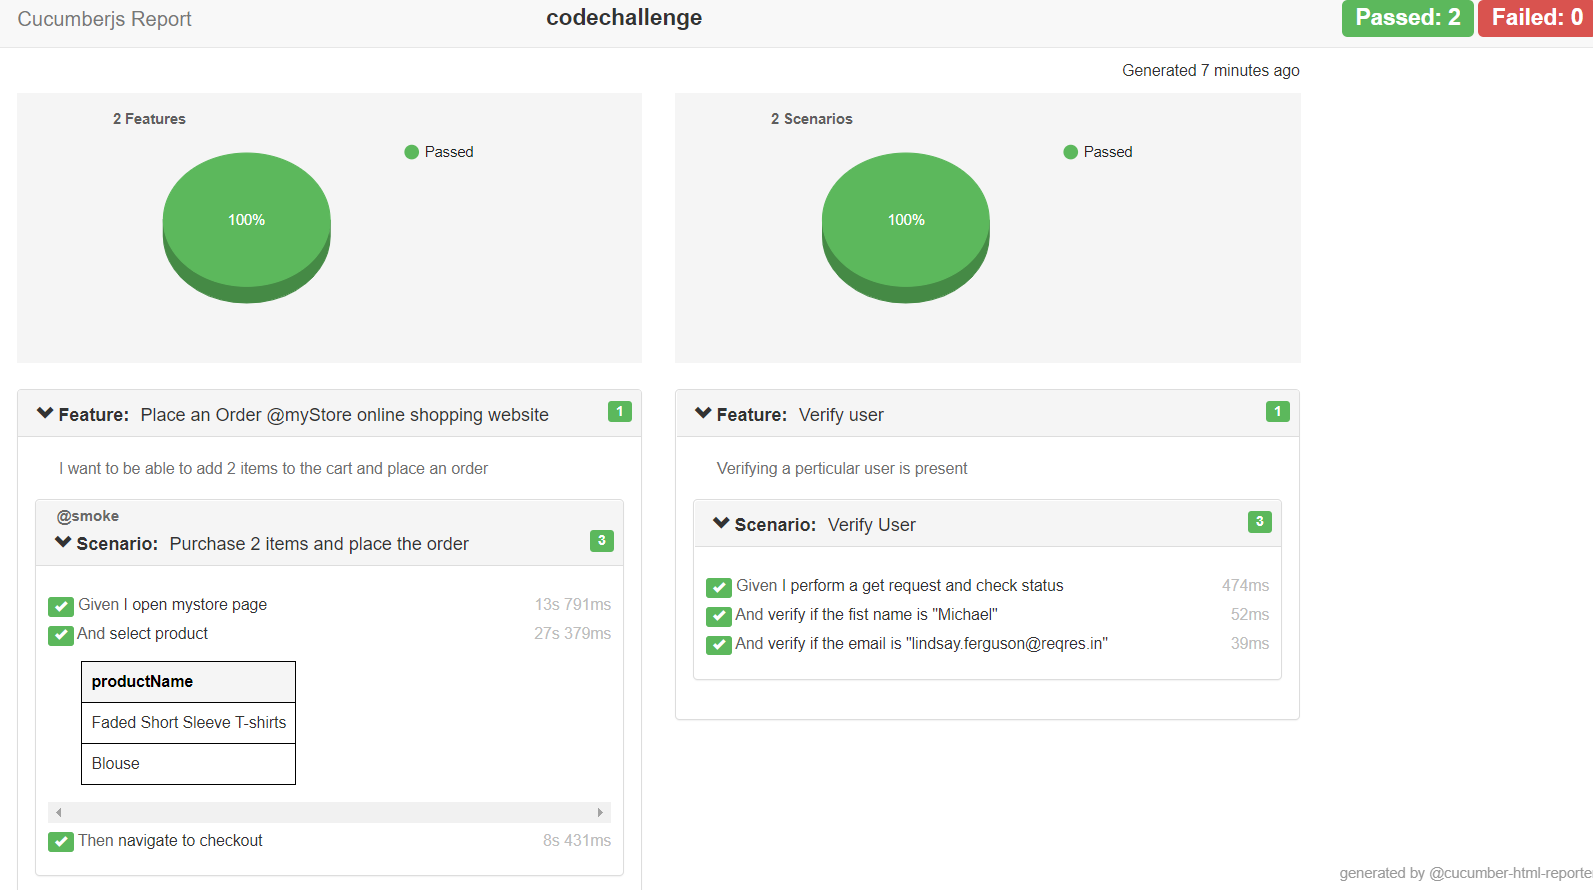 Cucumberjs Report
codechallenge
Passed: 2
Failed: 0
Generated 7 minutes ago
2 Features
Passed
100%
2 Scenarios
Passed
100%
Feature: Place an Order @myStore online shopping website
1
I want to be able to add 2 items to the cart and place an order
@smoke
Scenario: Purchase 2 items and place the order
3
Given I open mystore page
13s 791ms
And select product
27s 379ms
productName
Faded Short Sleeve T-shirts
Blouse
Then navigate to checkout
8s 431ms
Feature: Verify user
1
Verifying a perticular user is present
Scenario: Verify User
3
Given I perform a get request and check status
474ms
And verify if the fist name is "Michael"
52ms
And verify if the email is "lindsay.ferguson@reqres.in"
39ms
generated by @cucumber-html-reporte